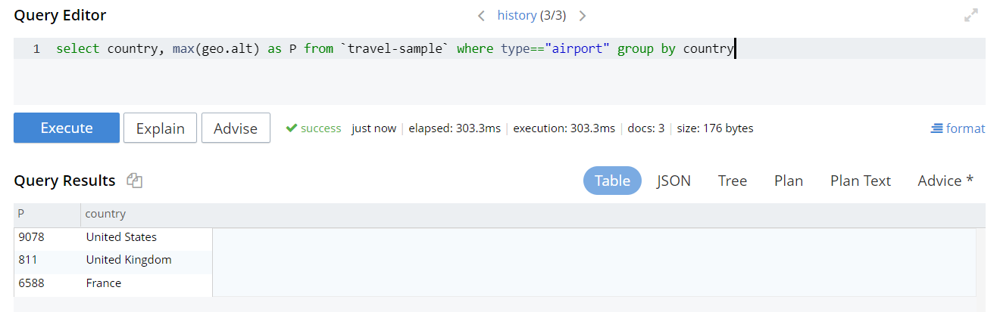 Query Editor
history (3/3)
1 select country, max(geo.alt) as P from `travel-sample` where type=="airport" group by country
Execute Explain Advise success just now | elapsed: 303.3ms | execution: 303.3ms | docs: 3 | size: 176 bytes format
Query Results Table JSON Tree Plan Plan Text Advice *
P country
9078 United States
811 United Kingdom
6588 France